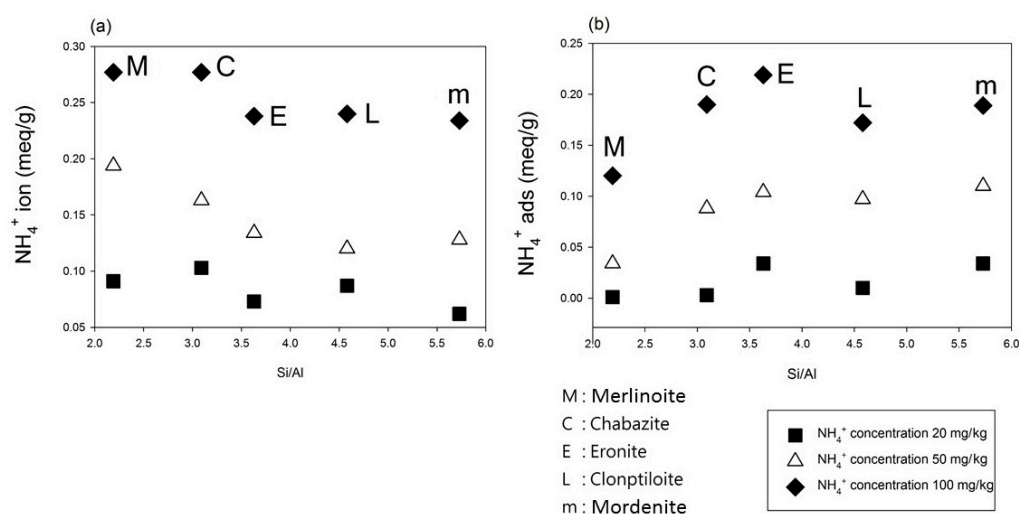 (a)
0.30
0.25
0.20
0.15
0.10
0.05
NH₄⁺ ion (meq/g)
M
C
E
L
m
2.0 2.5 3.0 3.5 4.0 4.5 5.0 5.5 6.0
Si/Al
(b)
0.25
0.20
0.15
0.10
0.05
0.00
NH₄⁺ ads (meq/g)
M
C
E
L
m
2.0 2.5 3.0 3.5 4.0 4.5 5.0 5.5 6.0
Si/Al
M : Merlinoite
C : Chabazite
E : Eronite
L : Clonptiloite
m : Mordenite
NH₄⁺ concentration 20 mg/kg
NH₄⁺ concentration 50 mg/kg
NH₄⁺ concentration 100 mg/kg